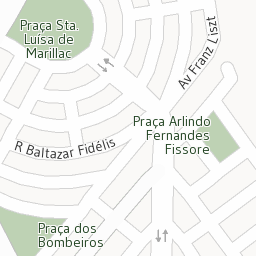 Praça Sta.
Luísa de
Marillac
Av Franz Liszt
Praça Arlindo
Fernandes
Fissore
R Baltazar Fidélis
Praça dos
Bombeiros